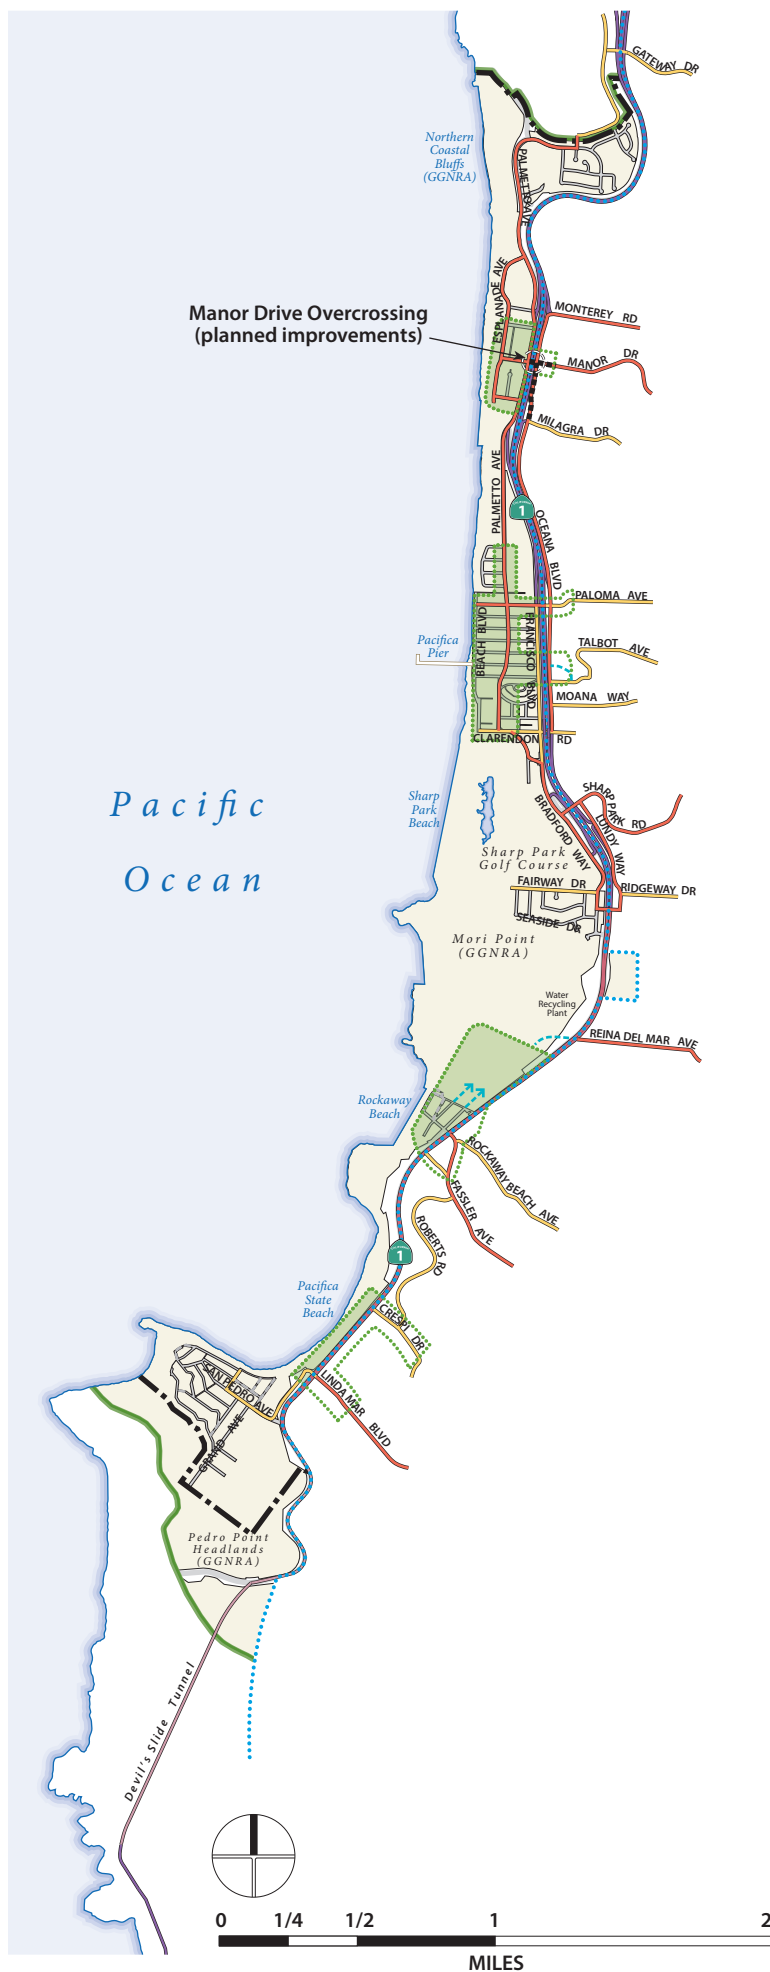 GATEWAY DR
Northern
Coastal
Bluffs
(GGNRA)
PALMETTO AVE
ESPLANADE AVE
Manor Drive Overcrossing
(planned improvements)
MONTEREY RD
MANOR DR
MILAGRA DR
PALMETTO AVE
1
OCEANA BLVD
PALOMA AVE
BEACH BLVD
FRANCISCO BLVD
TALBOT AVE
Pacifica
Pier
MOANA WAY
CLARENDON RD
Pacific
Ocean
Sharp
Park
Beach
SHARP PARK RD
LUNDY WAY
BRADFORD WAY
Sharp Park
Golf Course
FAIRWAY DR
RIDGEWAY DR
SEASIDE DR
Mori Point
(GGNRA)
Water
Recycling
Plant
REINA DEL MAR AVE
Rockaway
Beach
ROCKAWAY BEACH AVE
FASSLER AVE
ROBERTS RD
1
Pacifica
State
Beach
CRESPI DR
SAN PEDRO AVE
LINDA MAR BLVD
GRAND AVE
Pedro Point
Headlands
(GGNRA)
Devil's Slide Tunnel
0 1/4 1/2 1 2
MILES